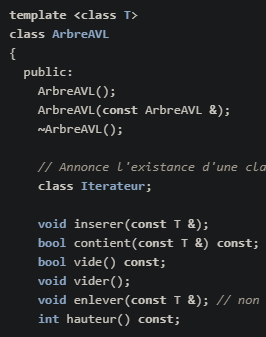 template <class T>
class ArbreAVL
{
public:
ArbreAVL();
ArbreAVL(const ArbreAVL &);
~ArbreAVL();
// Annonce l'existance d'une cla
class Iterateur;
void inserer(const T &);
bool contient(const T &) const;
bool vide() const;
void vider();
void enlever(const T &); // non
int hauteur() const;